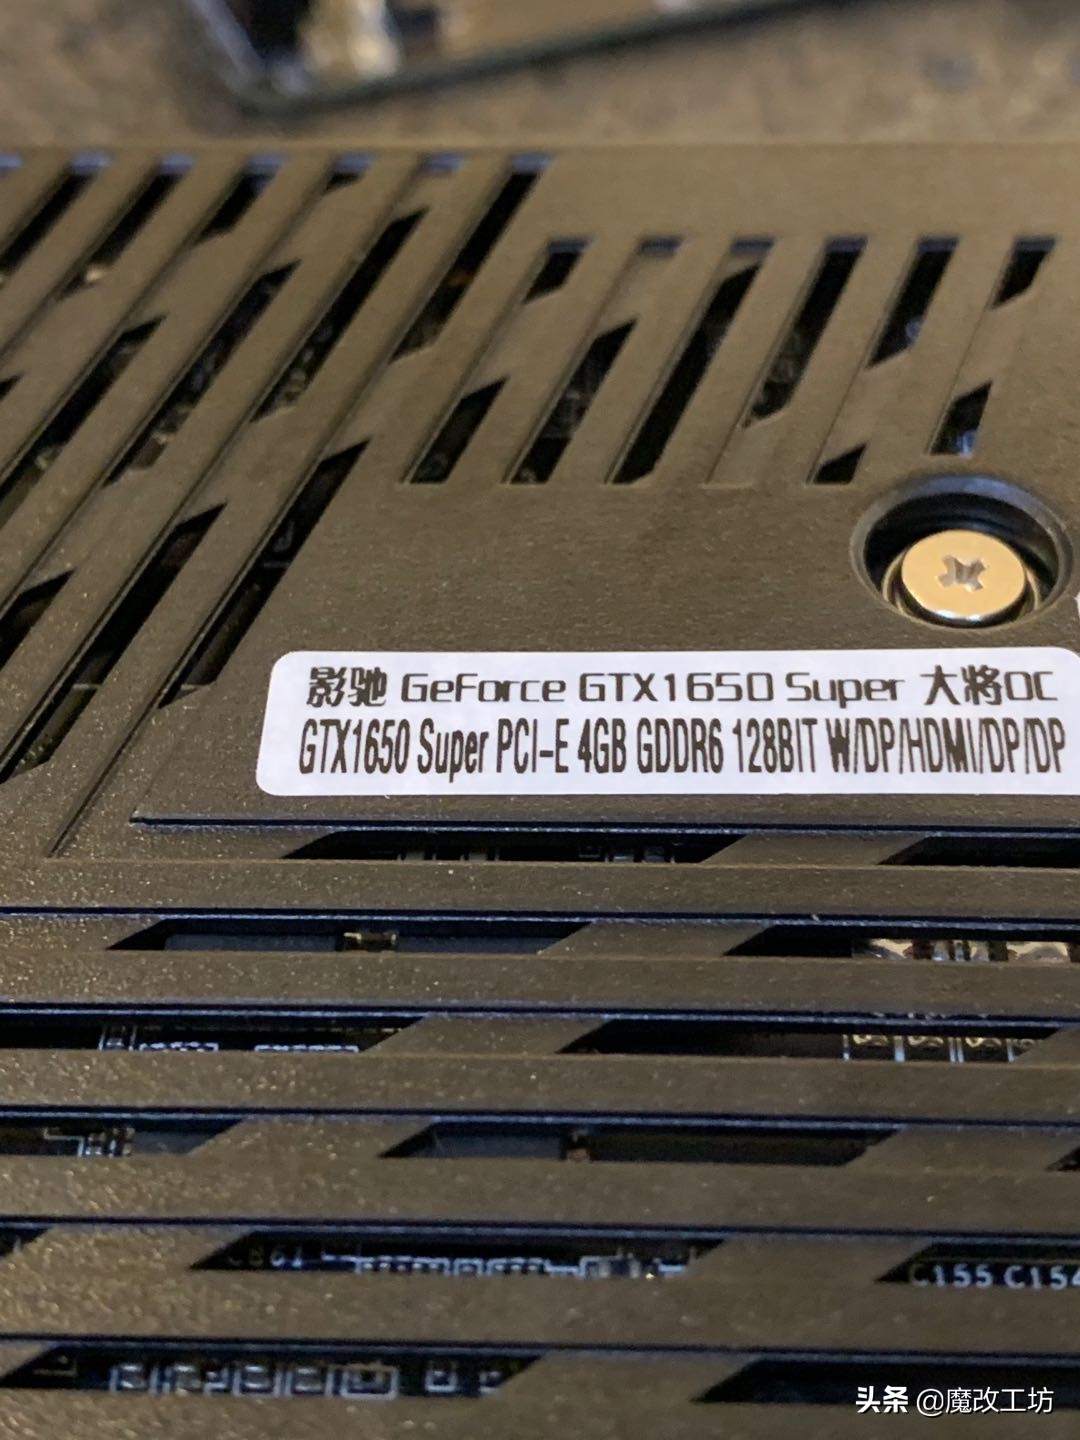 影驰 GeForce GTX1650 Super 大将OC
GTX1650 Super PCI-E 4GB GDDR6 128BIT W/DP/HDMI/DP/DP
C155 C154
头条 @魔改工坊